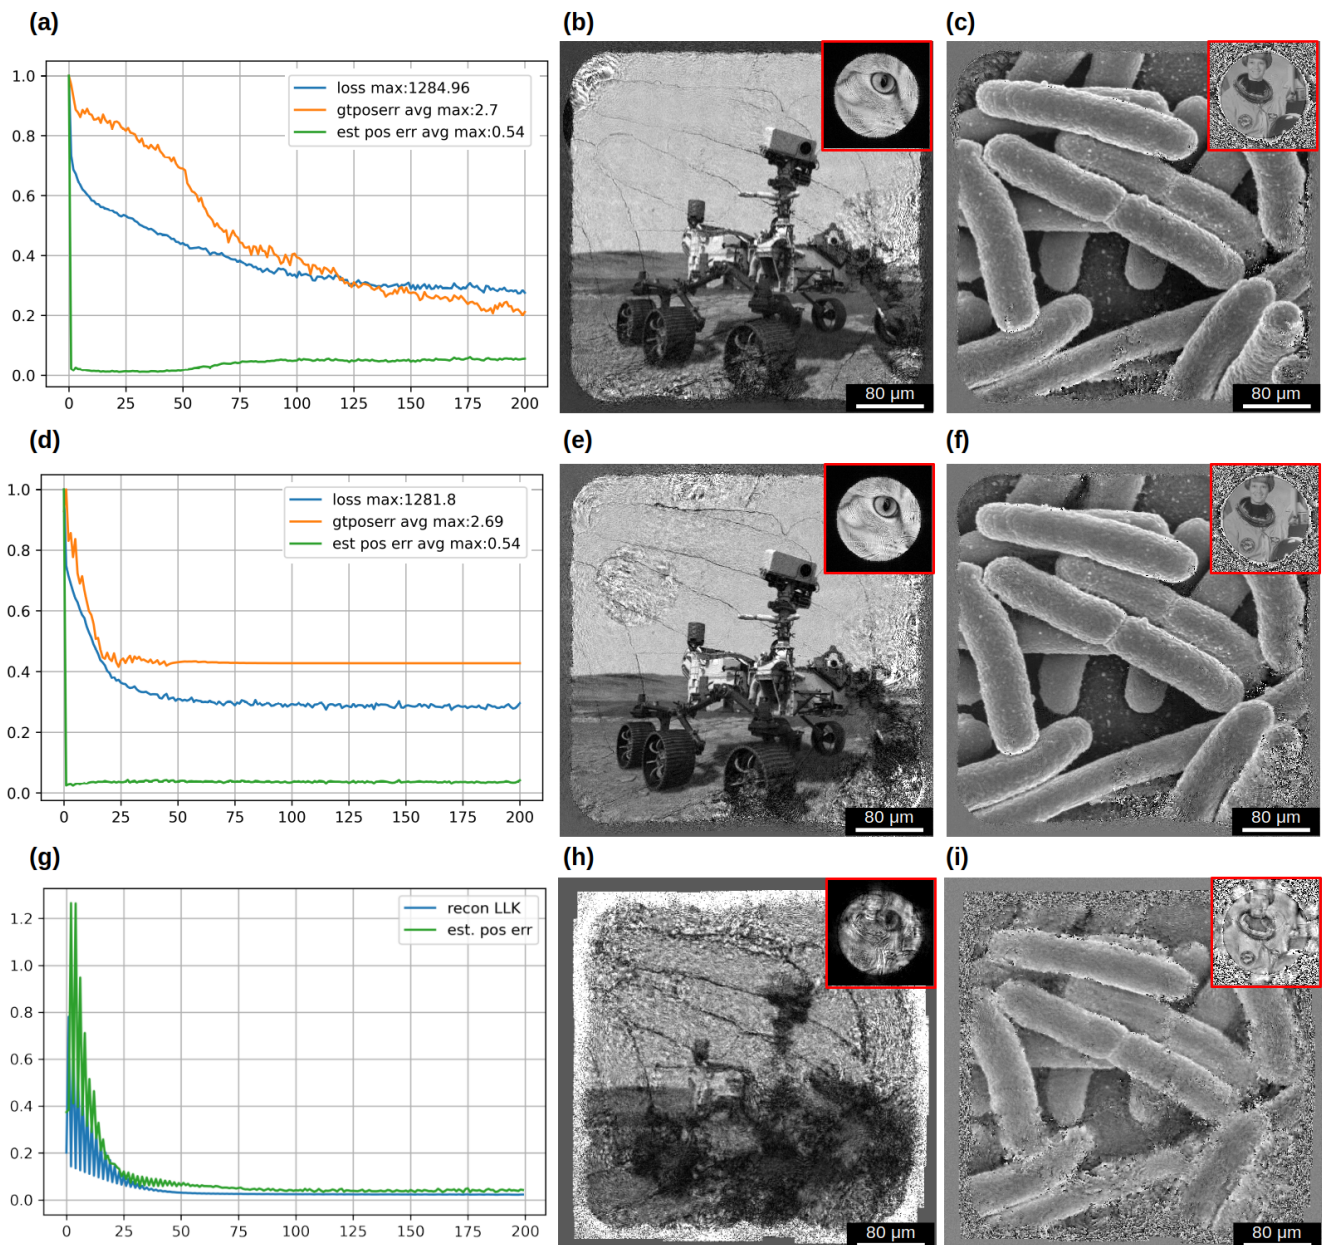 (a) (b) (c)
loss max:1284.96
gtposerr avg max:2.7
est pos err avg max:0.54
1.0
0.8
0.6
0.4
0.2
0.0
0 25 50 75 100 125 150 175 200
80 µm
80 µm
(d) (e) (f)
loss max:1281.8
gtposerr avg max:2.69
est pos err avg max:0.54
1.0
0.8
0.6
0.4
0.2
0.0
0 25 50 75 100 125 150 175 200
80 µm
80 µm
(g) (h) (i)
recon LLK
est. pos err
1.2
1.0
0.8
0.6
0.4
0.2
0.0
0 25 50 75 100 125 150 175 200
80 µm
80 µm